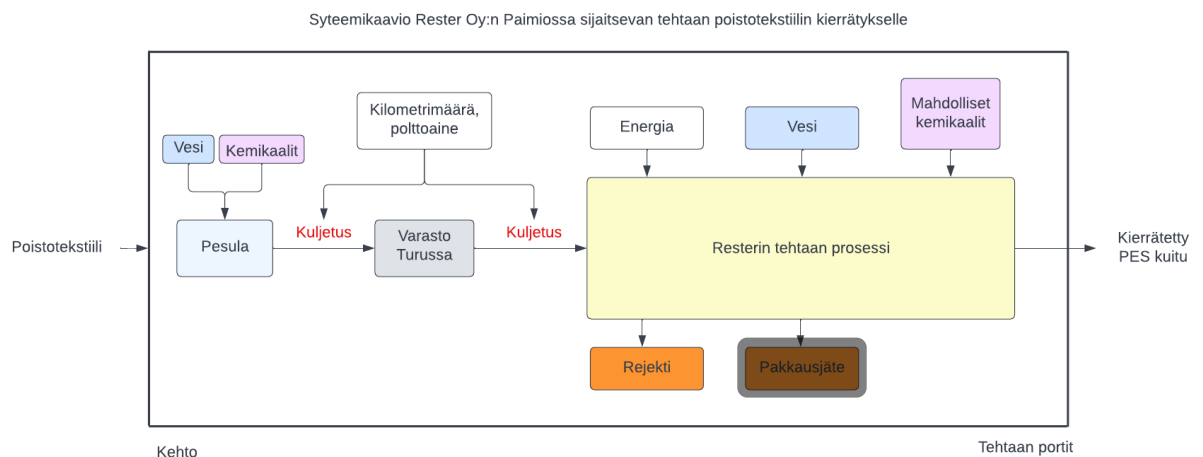 Syteemikaavio Rester Oy:n Paimiossa sijaitsevan tehtaan poistotekstiilin kierrätykselle
Kilometrimäärä,
polttoaine
Mahdolliset
kemikaalit
Energia
Vesi
Vesi
Kemikaalit
Poistotekstiili
Pesula
Kuljetus
Varasto
Turussa
Kuljetus
Resterin tehtaan prosessi
Kierrätetty
PES kuitu
Rejekti
Pakkausjäte
Kehto
Tehtaan portit